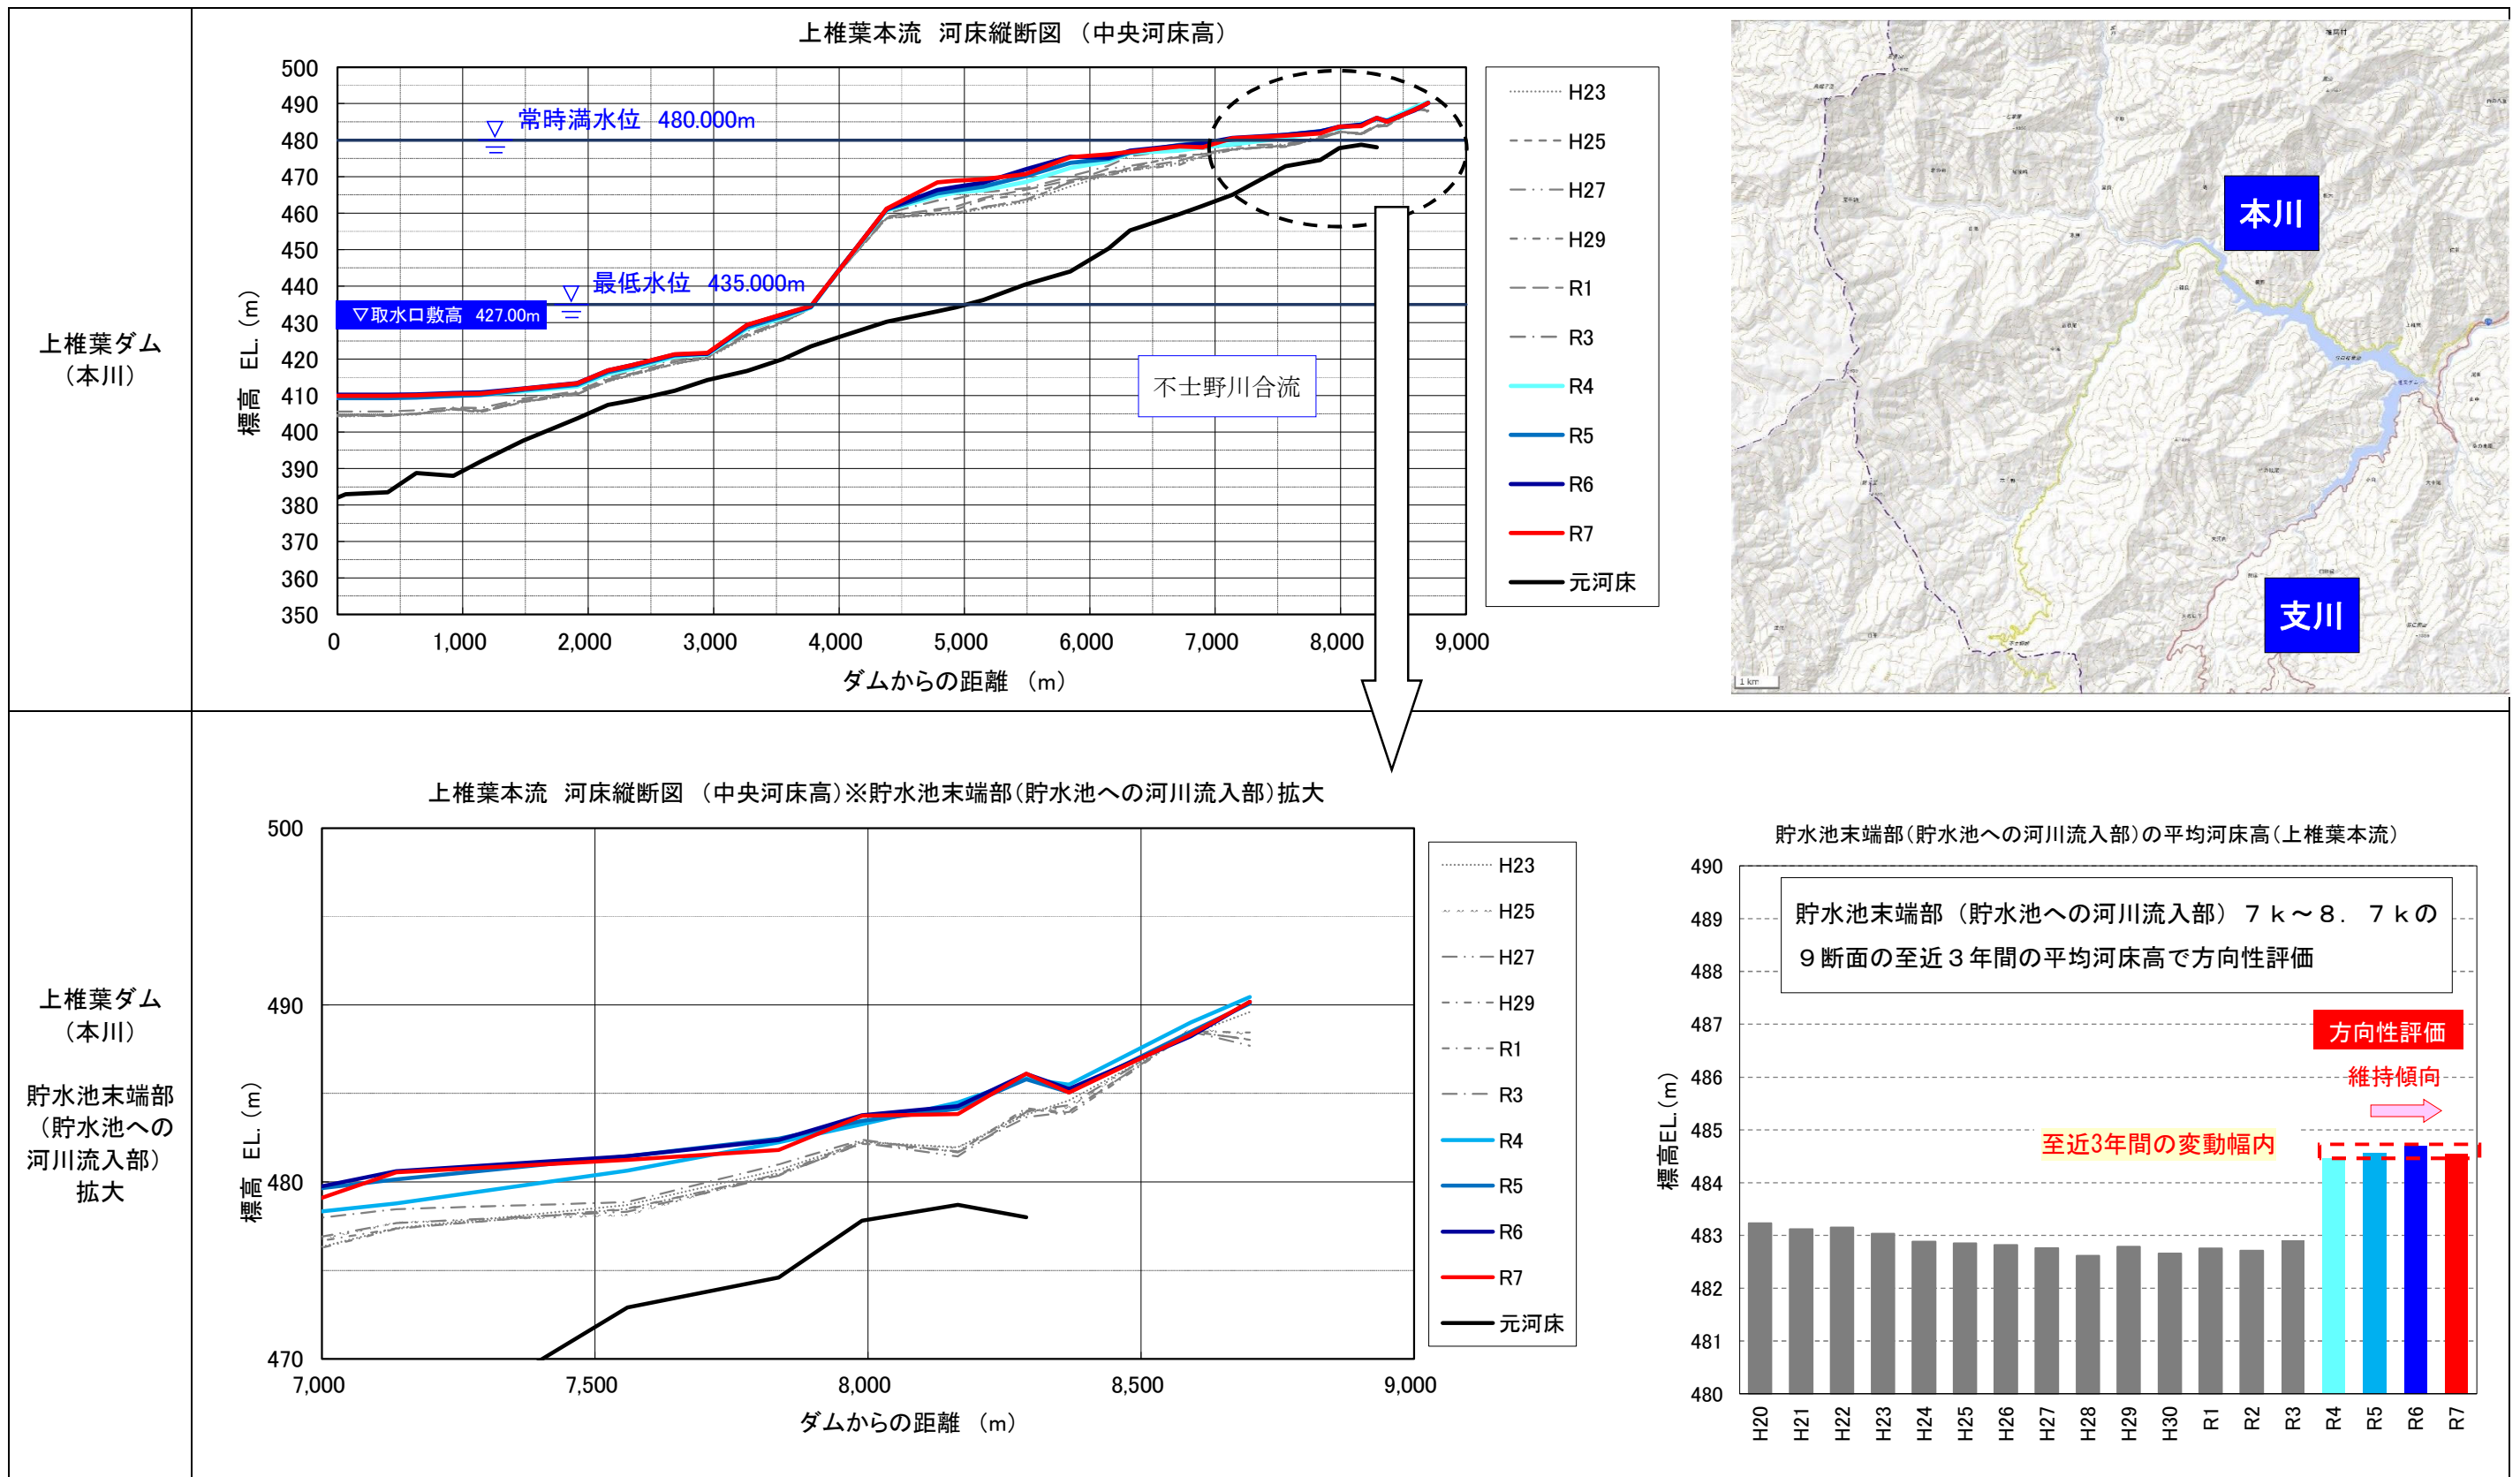 上椎葉ダム
（本川）
上椎葉本流　河床縦断図　（中央河床高）
500
490
480
470
460
450
440
430
420
410
400
390
380
370
360
350
標高　EL.（m）
▽ 常時満水位　480.000m
▽ 最低水位　435.000m
▽取水口敷高　427.00m
不土野川合流
0 1,000 2,000 3,000 4,000 5,000 6,000 7,000 8,000 9,000
ダムからの距離　（m）
H23
H25
H27
H29
R1
R3
R4
R5
R6
R7
元河床
本川
支川
1 km
上椎葉ダム
（本川）
貯水池末端部
（貯水池への
河川流入部）
拡大
上椎葉本流　河床縦断図　（中央河床高）※貯水池末端部（貯水池への河川流入部）拡大
500
490
480
470
標高　EL.（m）
7,000 7,500 8,000 8,500 9,000
ダムからの距離　（m）
H23
H25
H27
H29
R1
R3
R4
R5
R6
R7
元河床
貯水池末端部（貯水池への河川流入部）の平均河床高（上椎葉本流）
490
489
488
487
486
485
484
483
482
481
480
標高EL.（m）
貯水池末端部（貯水池への河川流入部）７ｋ～８．７ｋの
９断面の至近３年間の平均河床高で方向性評価
方向性評価
維持傾向
至近3年間の変動幅内
H20 H21 H22 H23 H24 H25 H26 H27 H28 H29 H30 R1 R2 R3 R4 R5 R6 R7